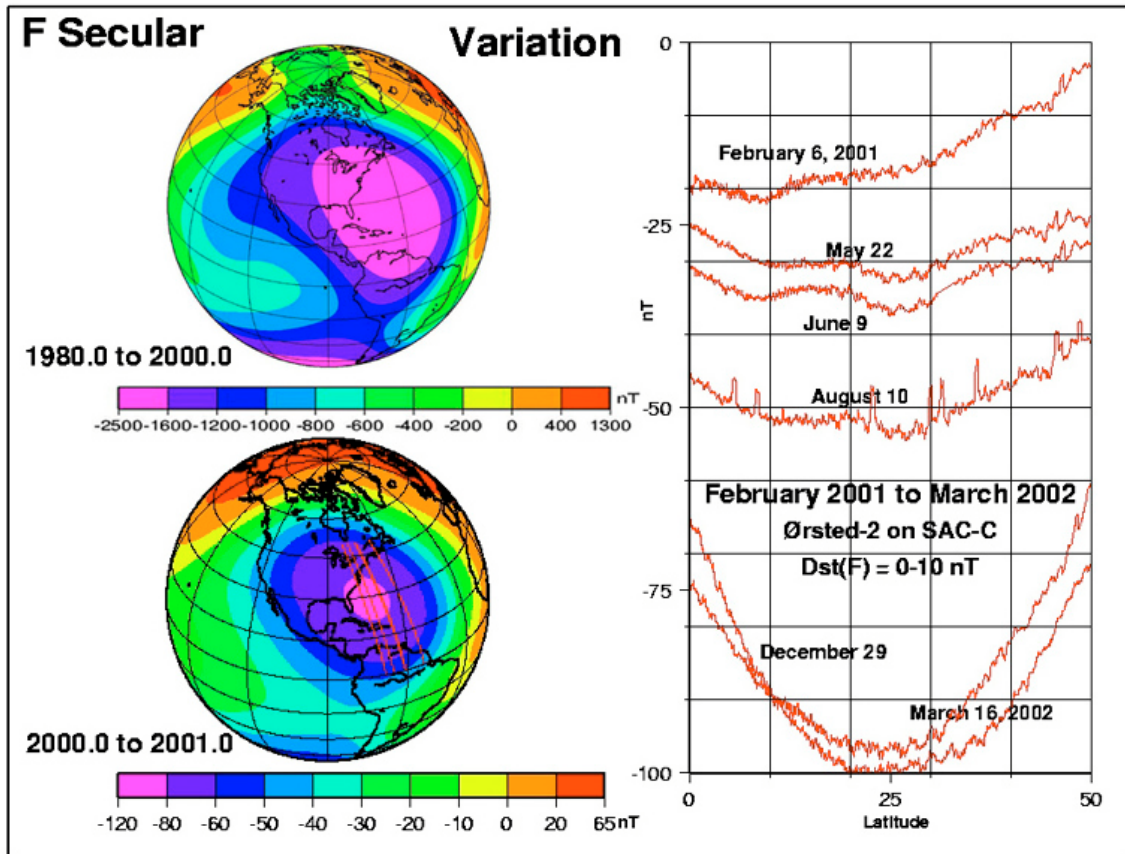 F Secular Variation
1980.0 to 2000.0
nT
-2500 -1600 -1200 -1000 -800 -600 -400 -200 0 400 1300
2000.0 to 2001.0
-120 -80 -60 -50 -40 -30 -20 -10 0 20 65nT
0
-25
-50
-75
-100
nT
February 6, 2001
May 22
June 9
August 10
February 2001 to March 2002
Ørsted-2 on SAC-C
Dst(F) = 0-10 nT
December 29
March 16, 2002
0 25 50
Latitude